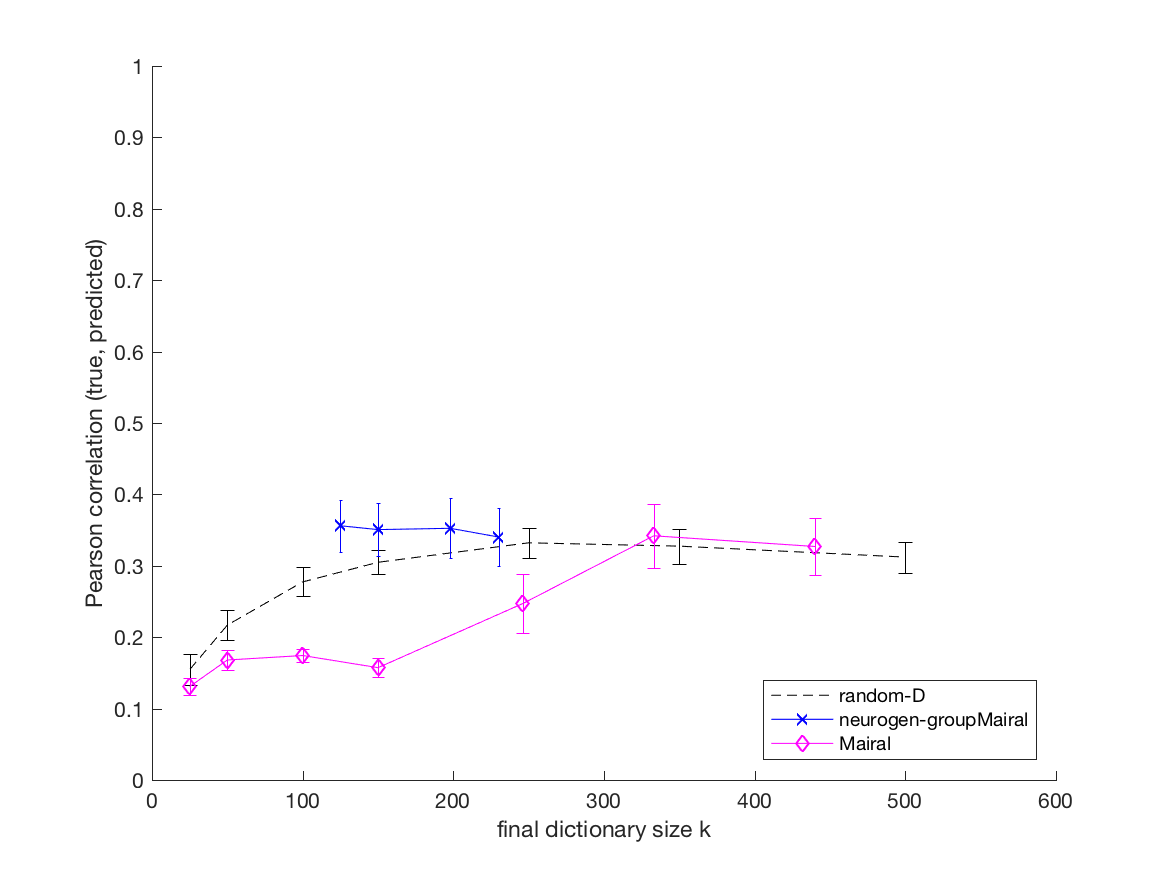 1
0.9
0.8
0.7
0.6
0.5
0.4
0.3
0.2
0.1
0
Pearson correlation (true, predicted)
random-D
neurogen-groupMairal
Mairal
0 100 200 300 400 500 600
final dictionary size k